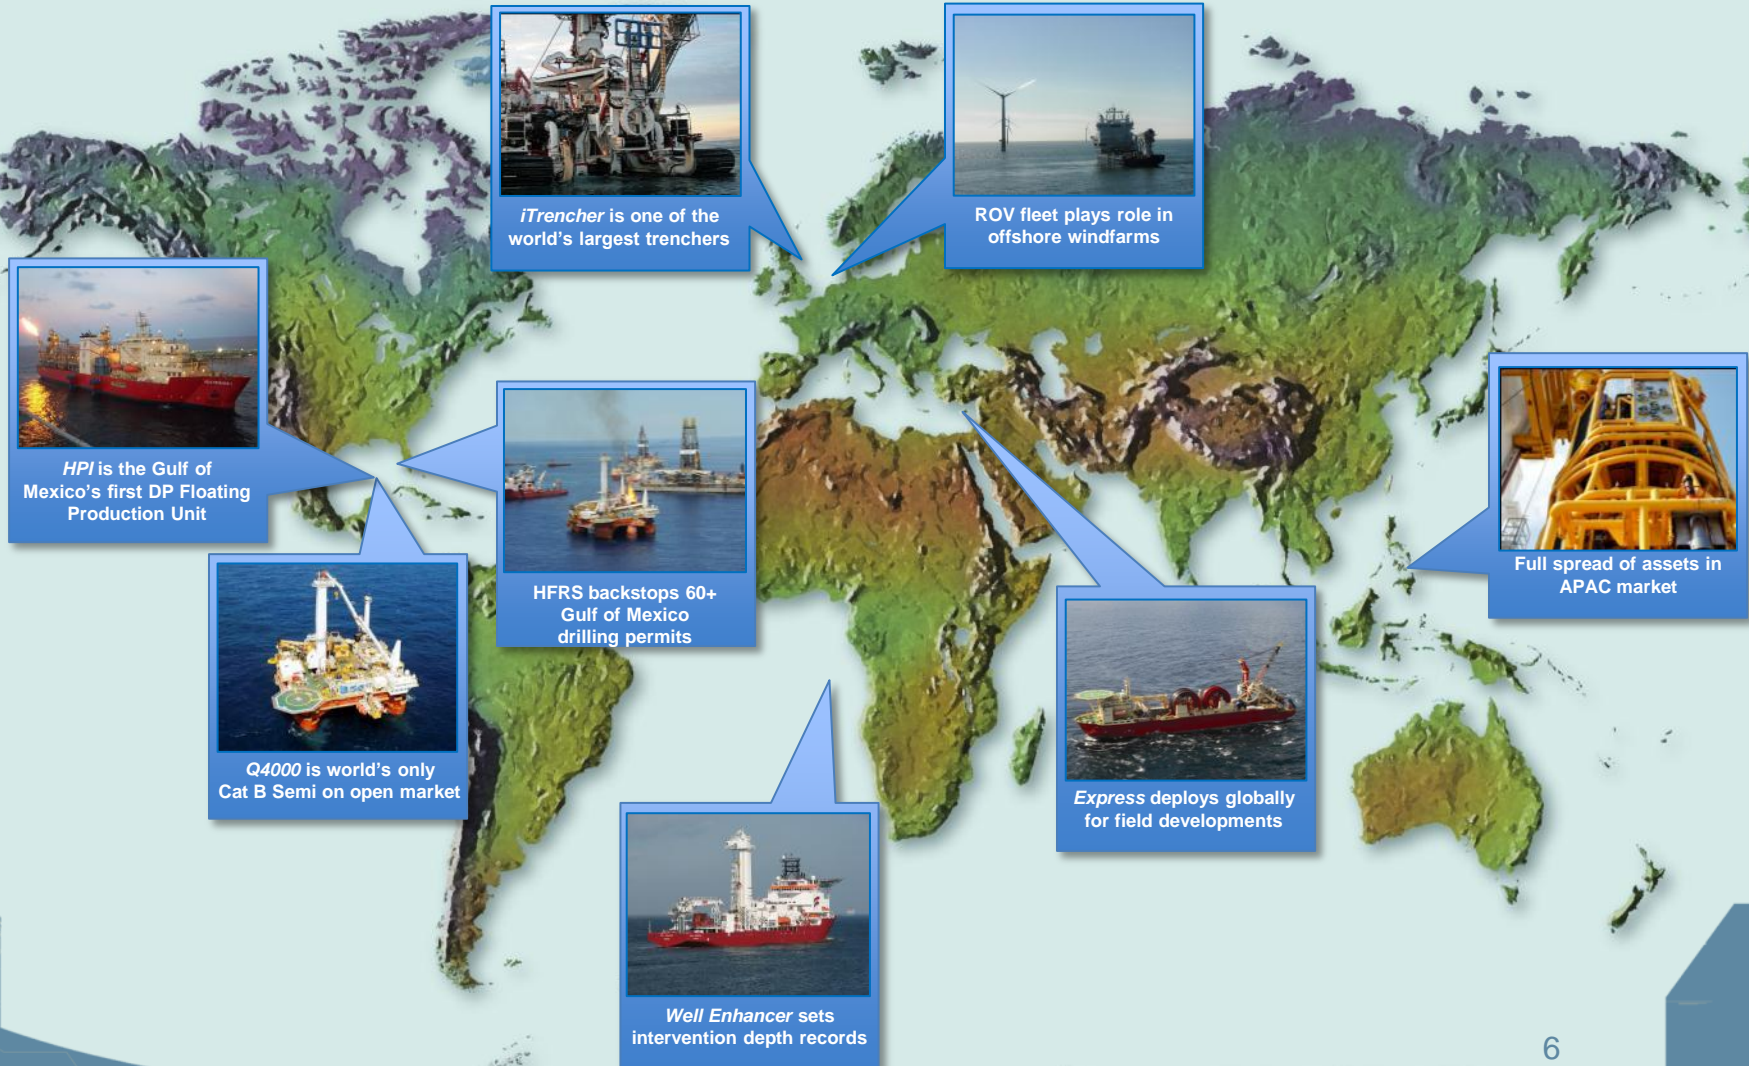 iTrencher is one of the
world's largest trenchers
ROV fleet plays role in
offshore windfarms
HPI is the Gulf of
Mexico's first DP Floating
Production Unit
HFRS backstops 60+
Gulf of Mexico
drilling permits
Full spread of assets in
APAC market
Q4000 is world's only
Cat B Semi on open market
Express deploys globally
for field developments
Well Enhancer sets
intervention depth records
6